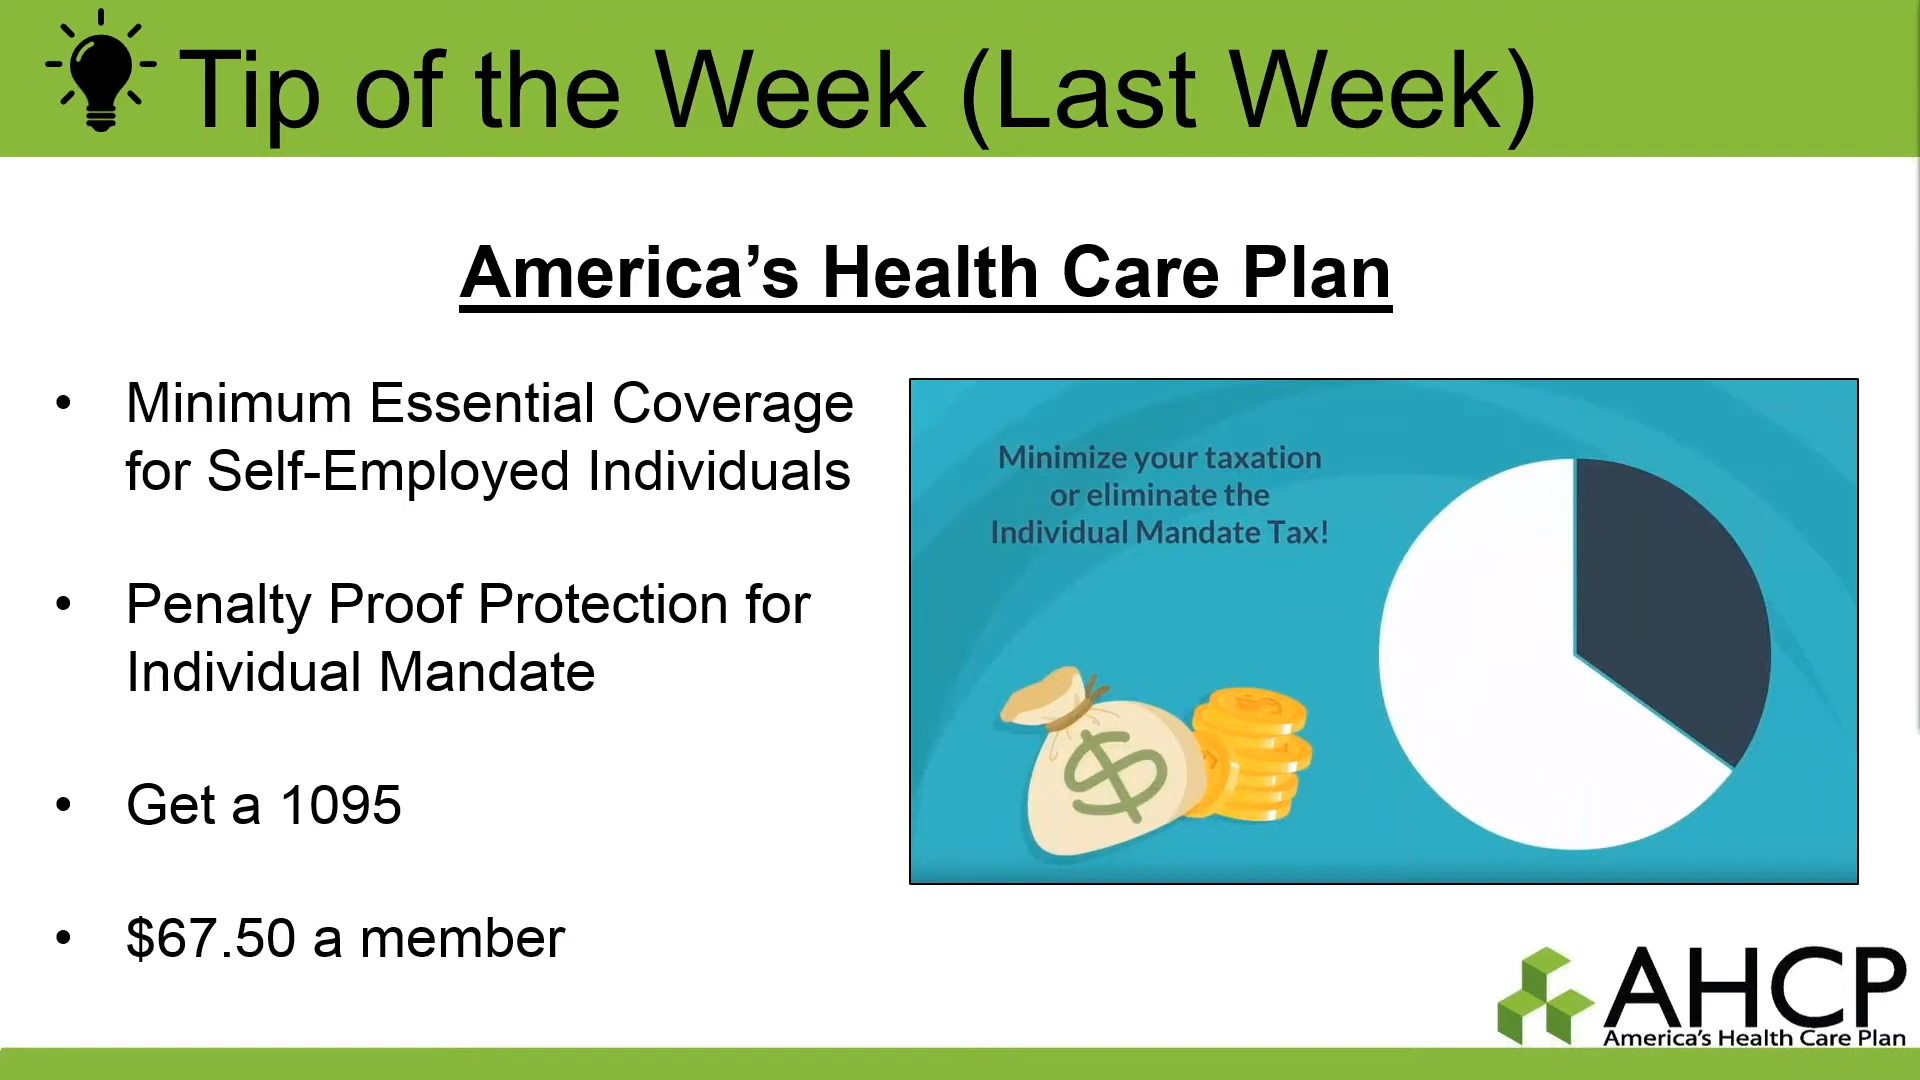 Tip of the Week (Last Week)
America’s Health Care Plan
• Minimum Essential Coverage
for Self-Employed Individuals
• Penalty Proof Protection for
Individual Mandate
• Get a 1095
• $67.50 a member
Minimize your taxation
or eliminate the
Individual Mandate Tax!
$
AHCP
America’s Health Care Plan